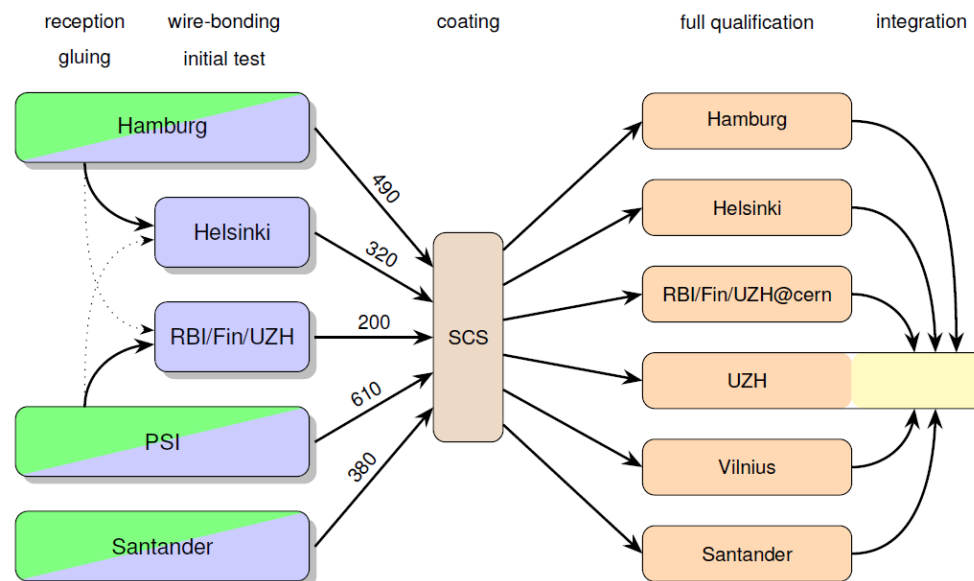 reception wire-bonding coating full qualification integration
gluing initial test
Hamburg
Helsinki
RBI/Fin/UZH
PSI
Santander
490
320
200
610
380
SCS
Hamburg
Helsinki
RBI/Fin/UZH@cern
UZH
Vilnius
Santander